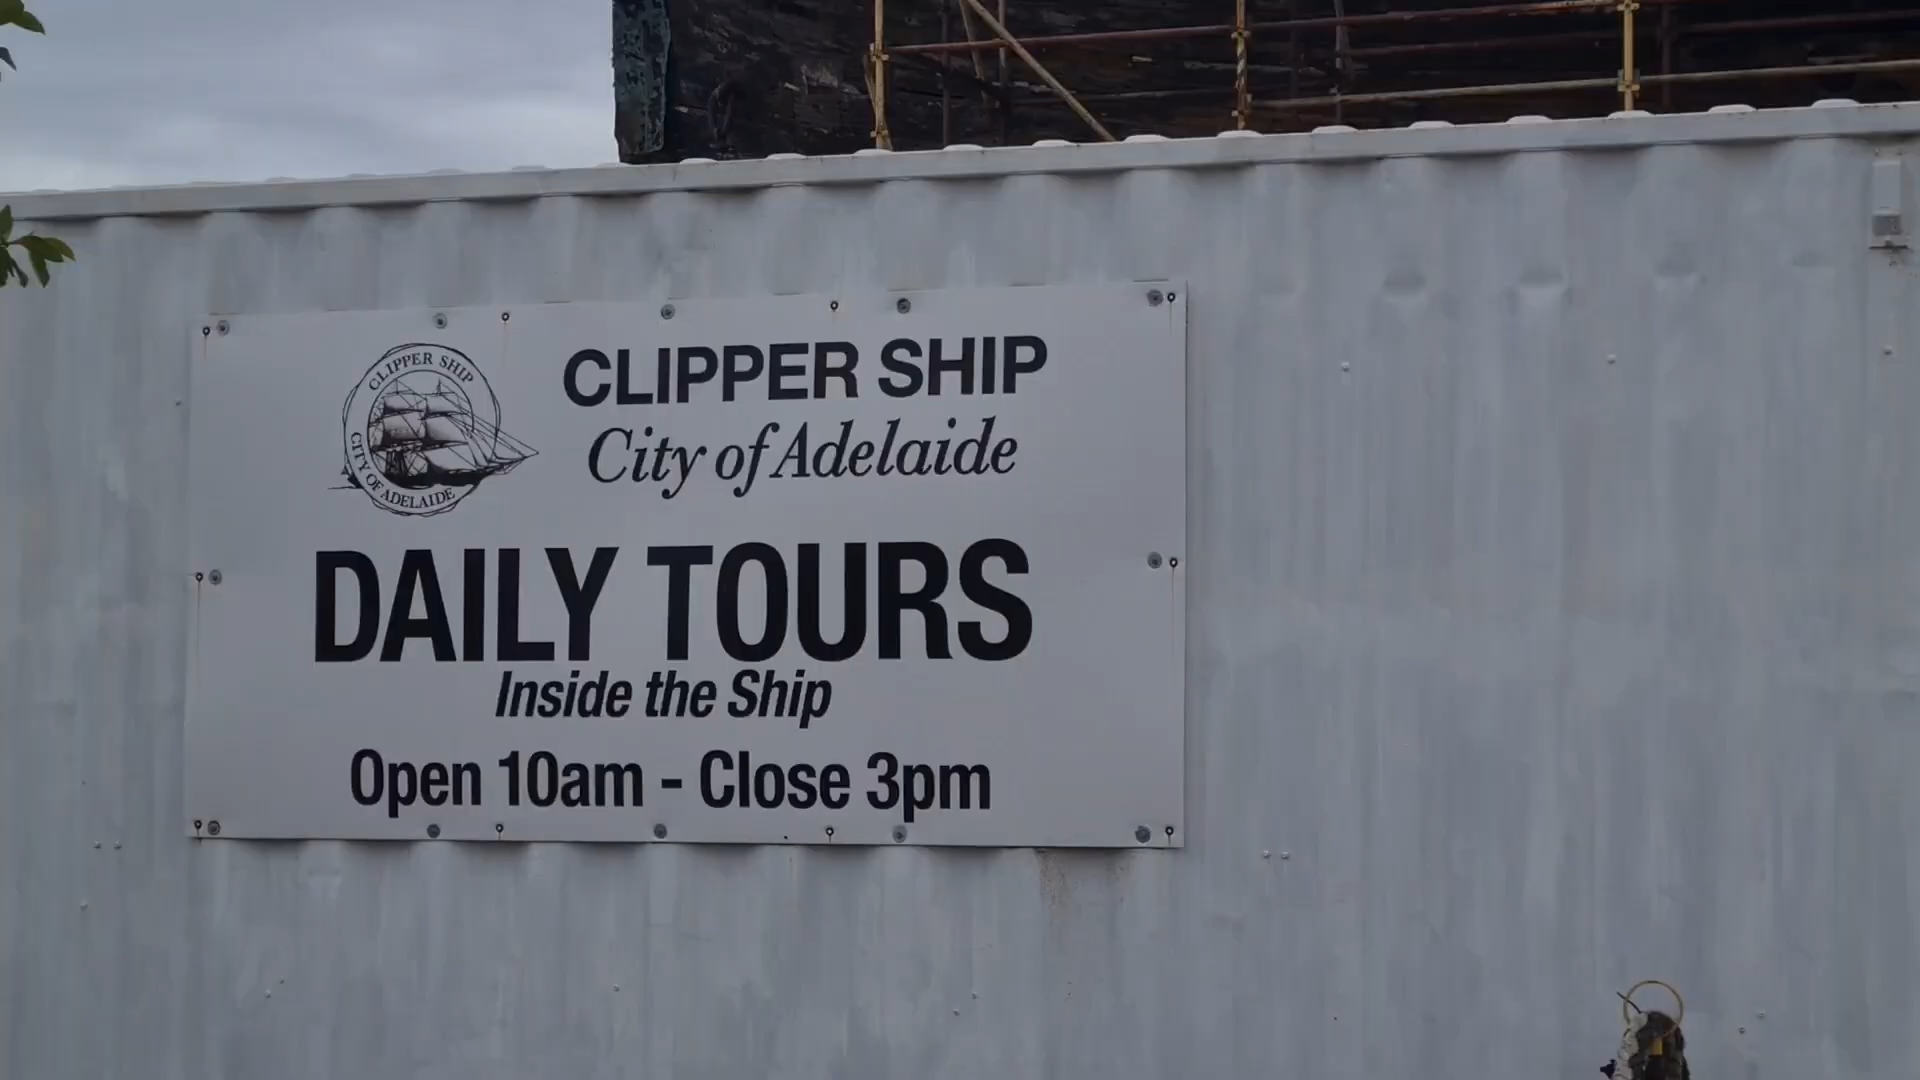 CLIPPER SHIP
CITY OF ADELAIDE
CLIPPER SHIP
City of Adelaide
DAILY TOURS
Inside the Ship
Open 10am - Close 3pm